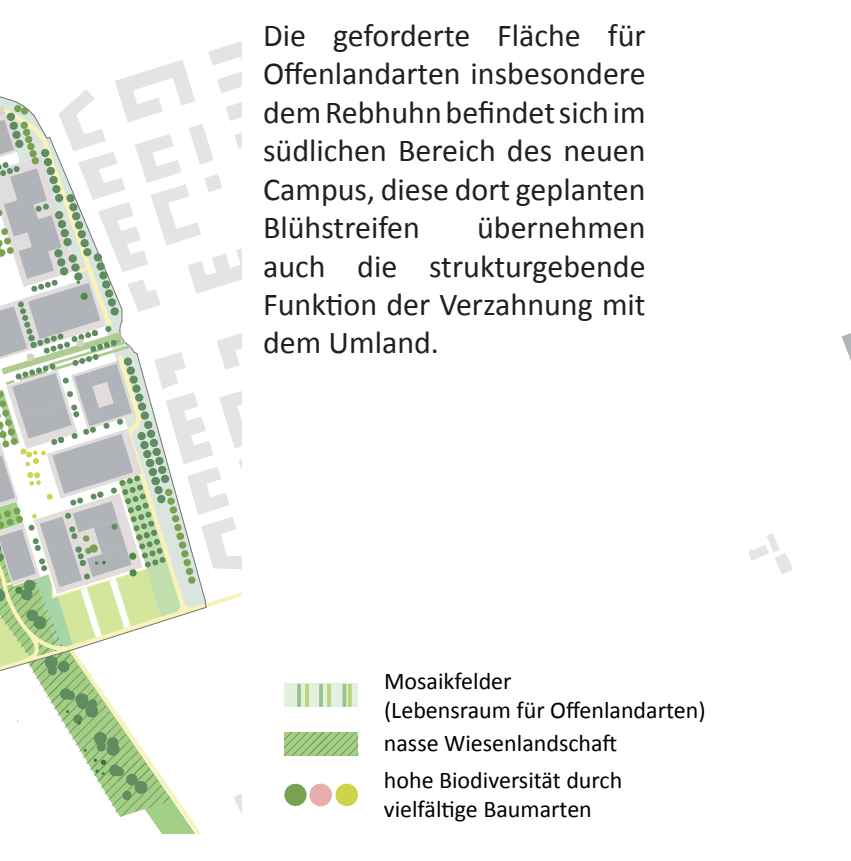 Die geforderte Fläche für
Offenlandarten insbesondere
dem Rebhuhn befindet sich im
südlichen Bereich des neuen
Campus, diese dort geplanten
Blühstreifen übernehmen
auch die strukturgebende
Funktion der Verzahnung mit
dem Umland.
Mosaikfelder
(Lebensraum für Offenlandarten)
nasse Wiesenlandschaft
hohe Biodiversität durch
vielfältige Baumarten